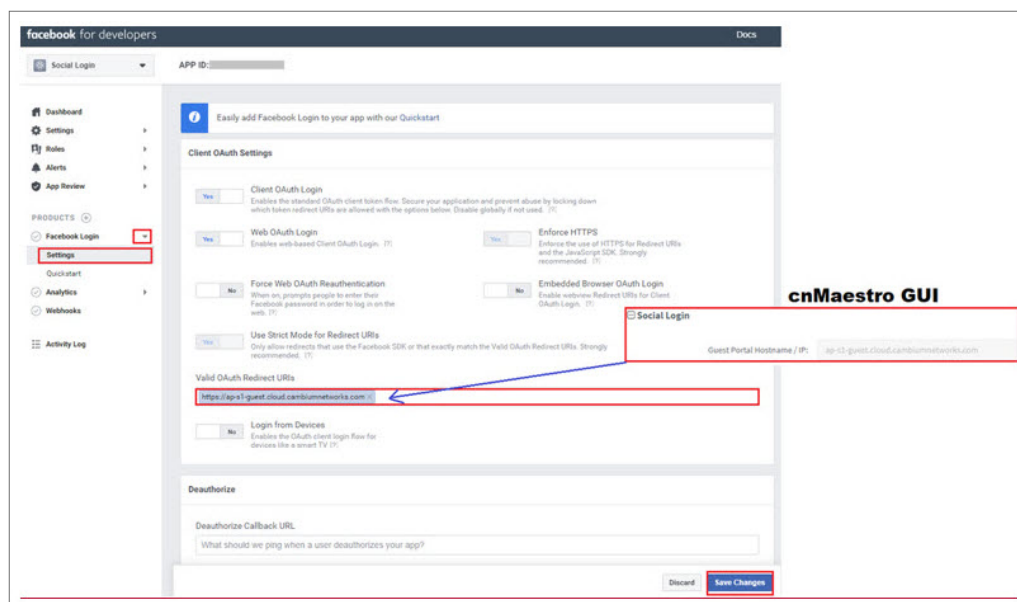 facebook for developers
Docs
Social Login
APP ID:
Dashboard
Settings
Roles
Alerts
App Review
PRODUCTS
Facebook Login
Settings
Quickstart
Analytics
Webhooks
Activity Log
Easily add Facebook Login to your app with our Quickstart
Client OAuth Settings
Yes
Client OAuth Login
Enables the standard OAuth client token flow. Secure your application and prevent abuse by locking down
which token redirect URIs are allowed with the options below. Disable globally if not used. [?]
Yes
Web OAuth Login
Enables web-based Client OAuth Login. [?]
Yes
Enforce HTTPS
Enforce the use of HTTPS for Redirect URIs
and the JavaScript SDK. Strongly
recommended. [?]
No
Force Web OAuth Reauthentication
When on, prompts people to enter their
Facebook password in order to log in on the
web. [?]
No
Embedded Browser OAuth Login
Enable webview Redirect URIs for Client
OAuth Login. [?]
Yes
Use Strict Mode for Redirect URIs
Only allow redirects that use the Facebook SDK or that exactly match the Valid OAuth Redirect URIs. Strongly
recommended. [?]
Valid OAuth Redirect URIs
https://ap-s1-guest.cloud.cambiumnetworks.com ×
No
Login from Devices
Enables the OAuth client login flow for
devices like a smart TV [?]
Deauthorize
Deauthorize Callback URL
What should we ping when a user deauthorizes your app?
Discard
Save Changes
cnMaestro GUI
Social Login
Guest Portal Hostname / IP:
ap-s1-guest.cloud.cambiumnetworks.com